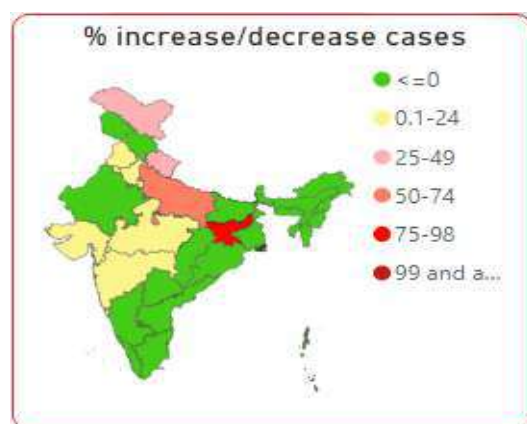 % increase/decrease cases
<=0
0.1-24
25-49
50-74
75-98
99 and a...